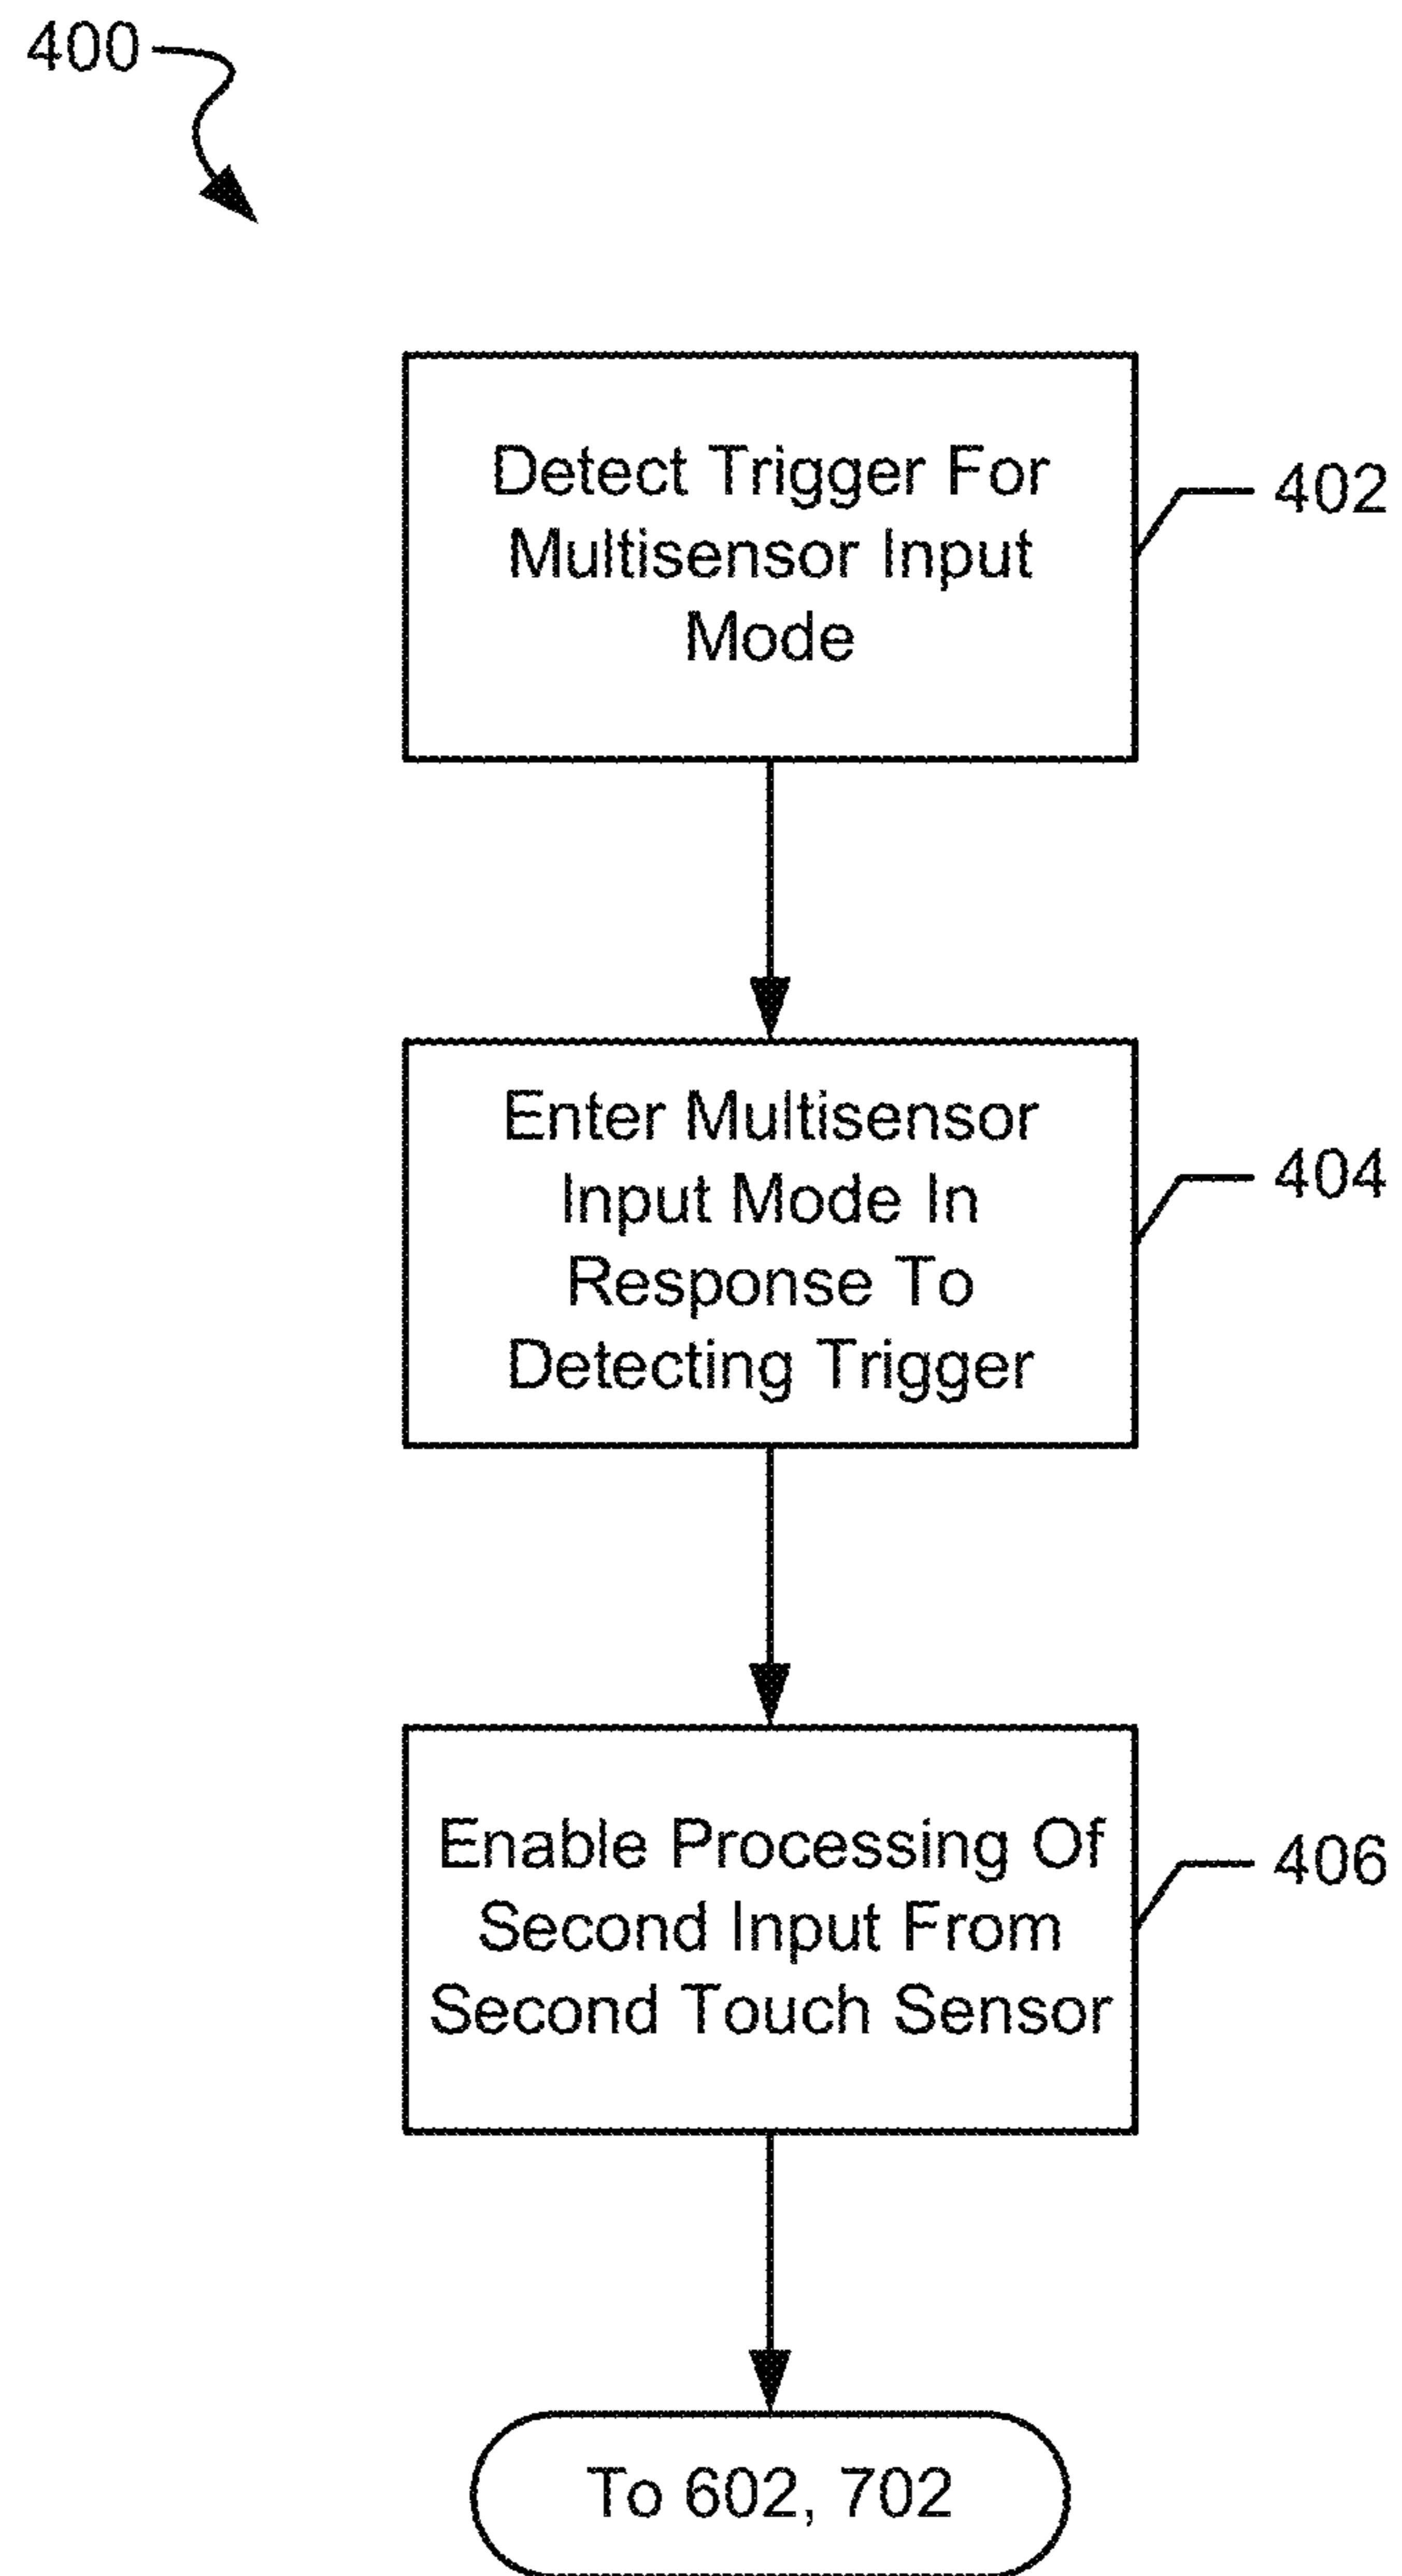 400
Detect Trigger For
Multisensor Input
Mode
402
Enter Multisensor
Input Mode In
Response To
Detecting Trigger
404
Enable Processing Of
Second Input From
Second Touch Sensor
406
To 602, 702